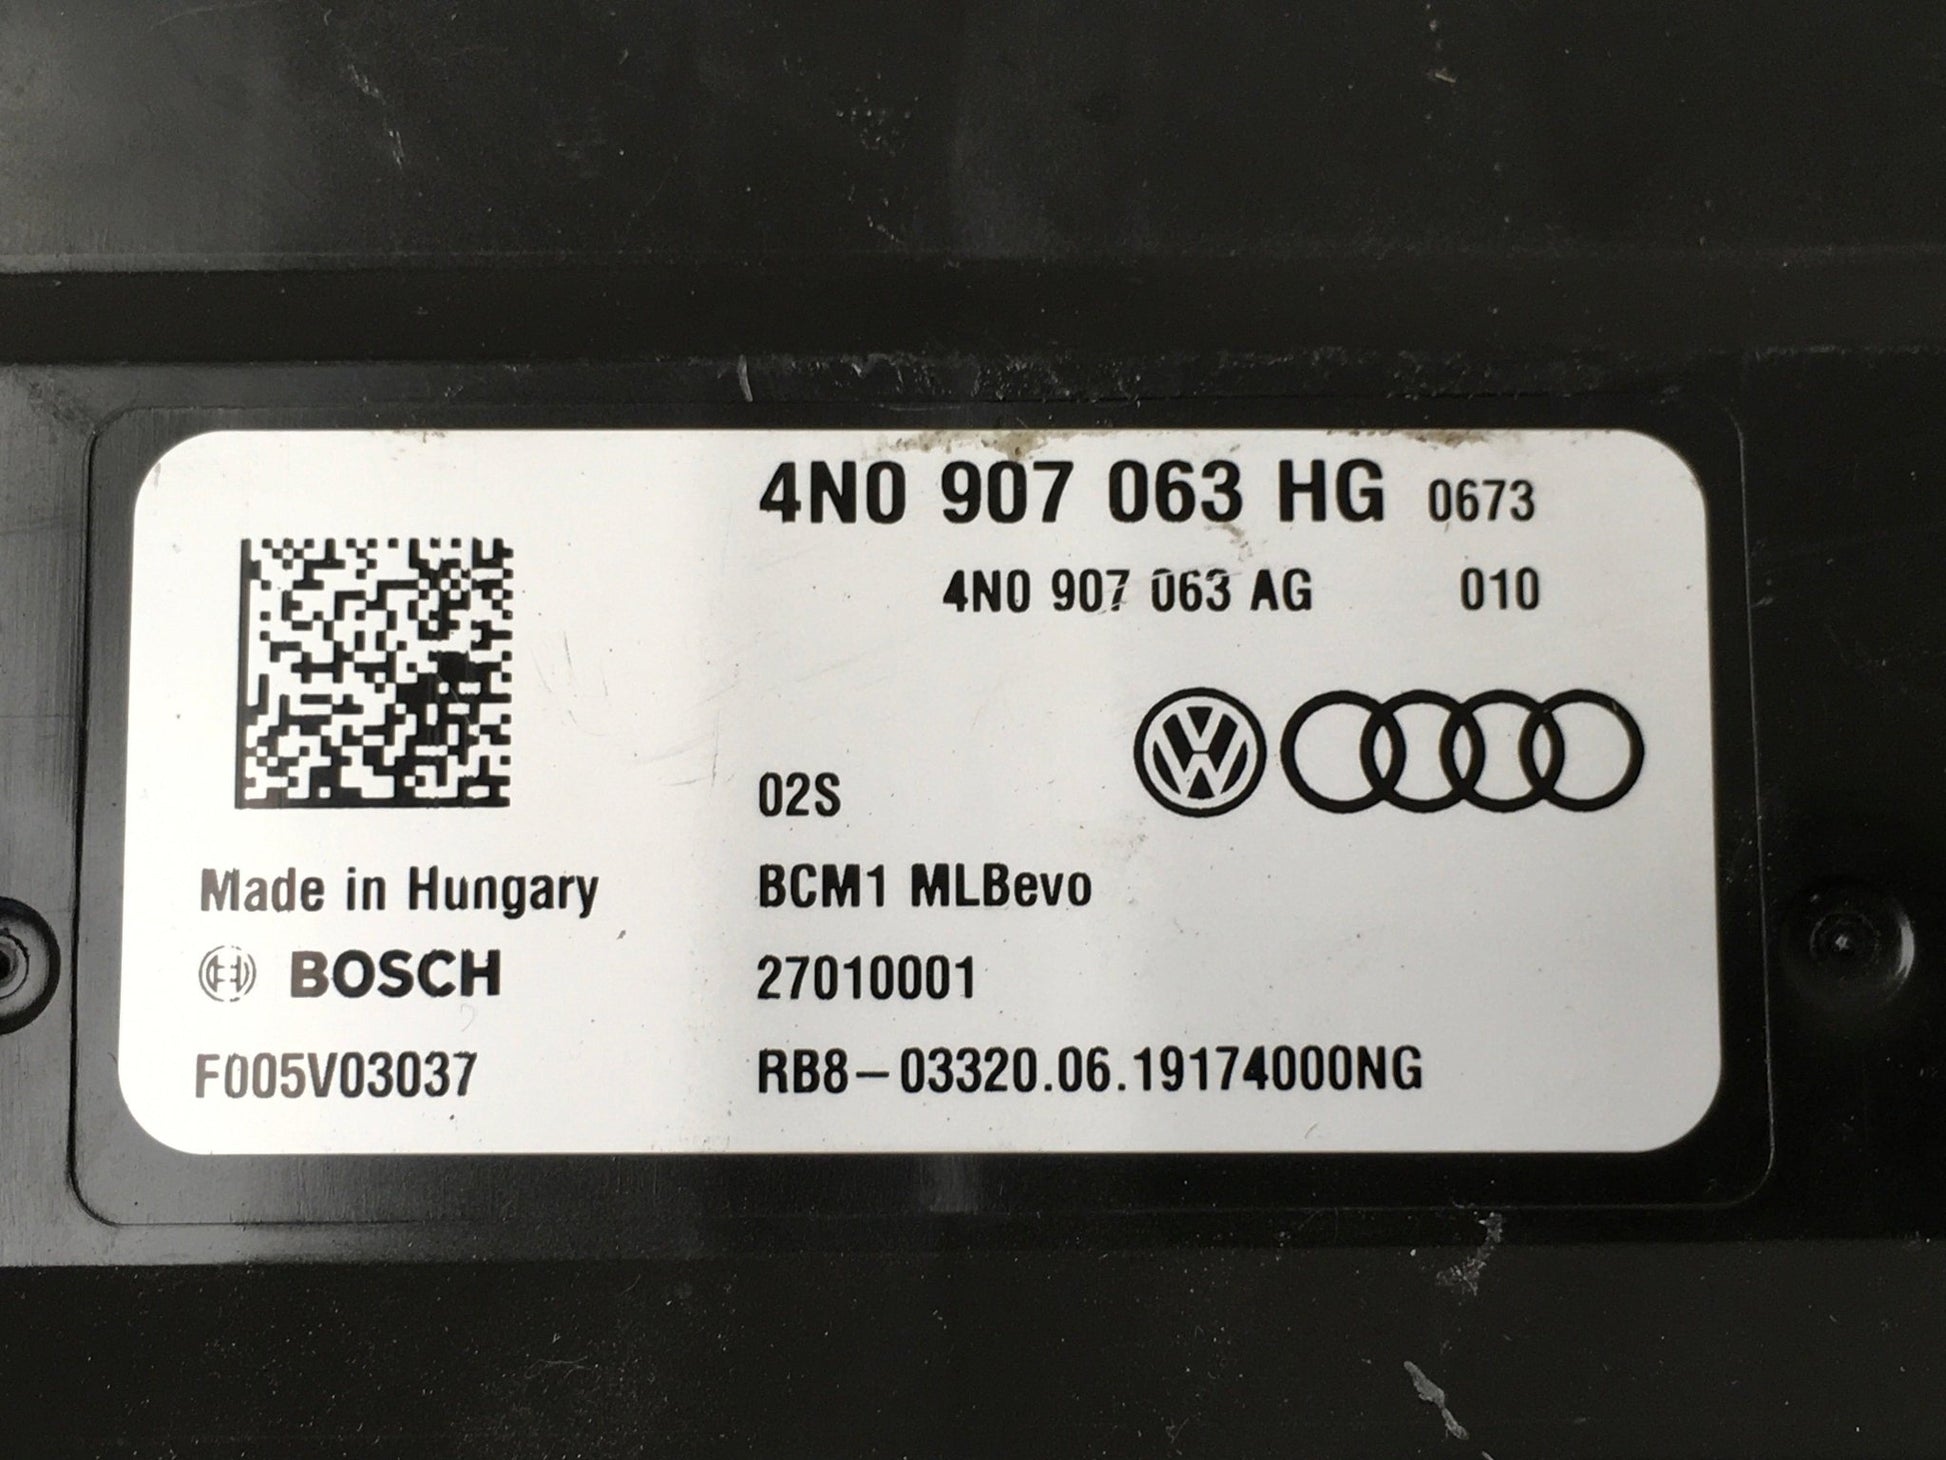 4N0 907 063 HG 0673
4N0 907 063 AG 010
02S
Made in Hungary
BCM1 MLBevo
BOSCH
27010001
F005V03037
RB8-03320.06.19174000NG